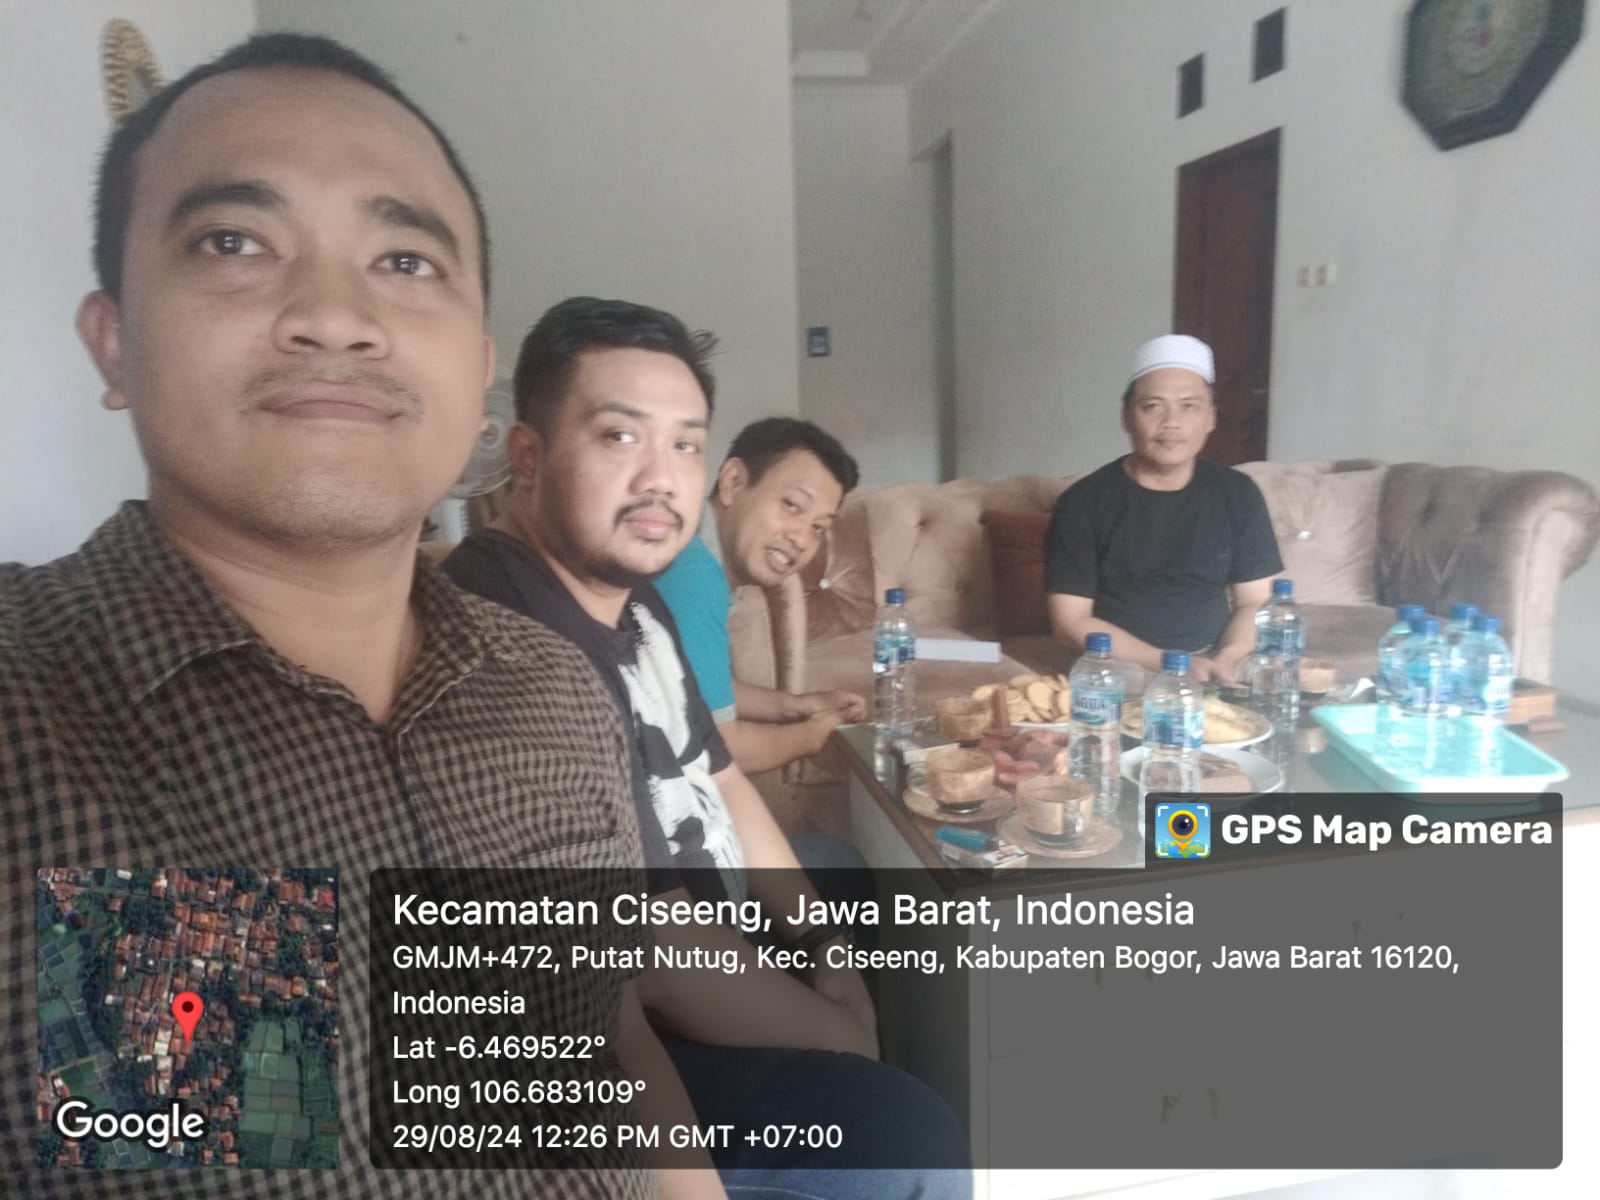 AQUA
GPS Map Camera
Kecamatan Ciseeng, Jawa Barat, Indonesia
GMJM+472, Putat Nutug, Kec. Ciseeng, Kabupaten Bogor, Jawa Barat 16120,
Indonesia
Lat -6.469522°
Long 106.683109°
29/08/24 12:26 PM GMT +07:00
Google